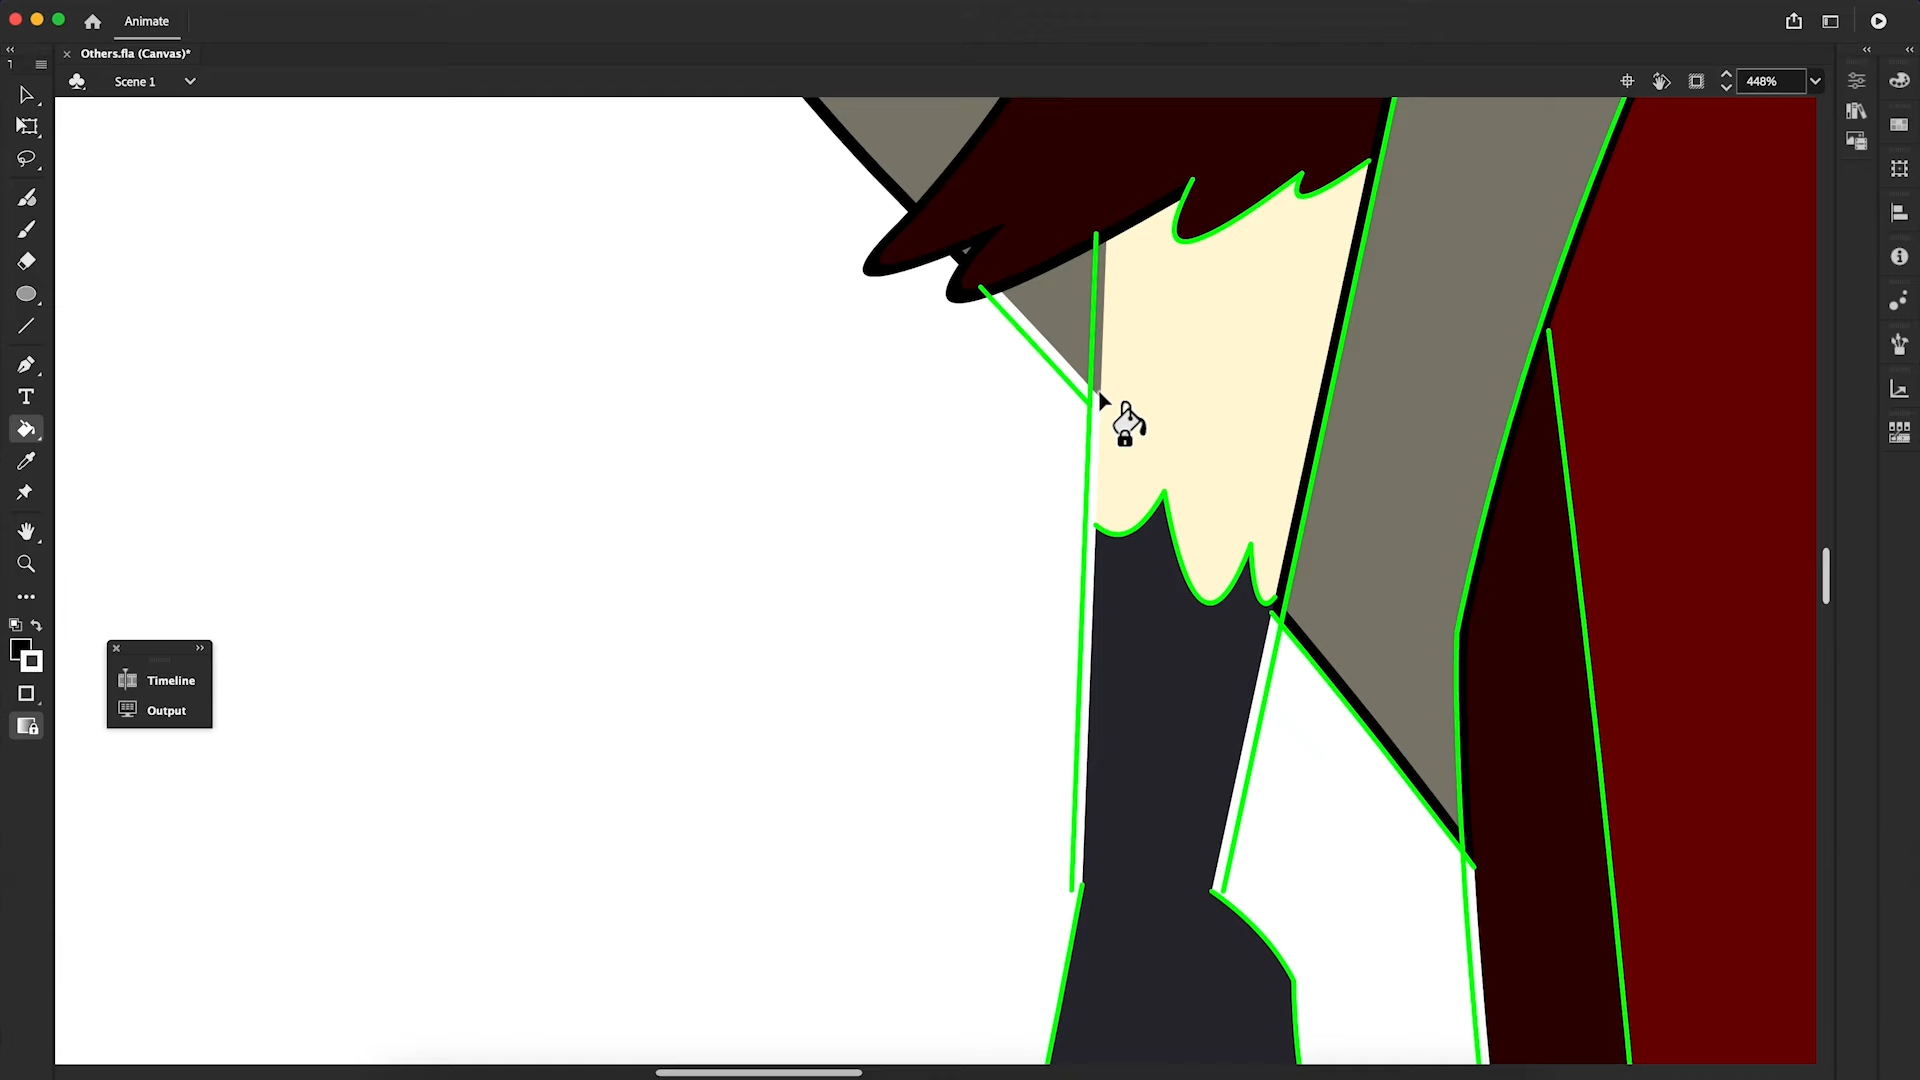 Animate
Others.fla (Canvas)*
Scene 1
448%
Timeline
Output